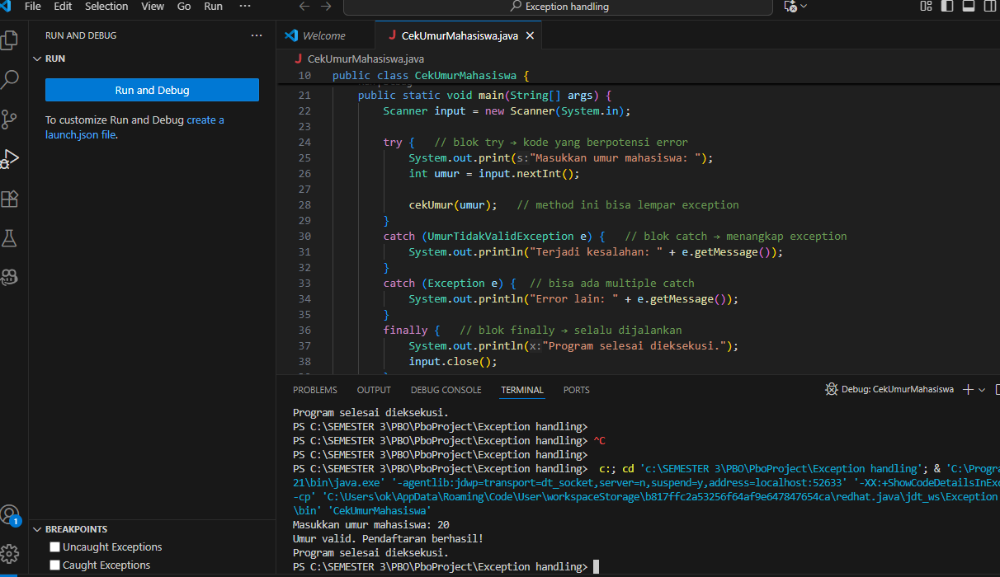 File Edit Selection View Go Run ··· ← → Exception handling
RUN AND DEBUG ···
RUN
Run and Debug
To customize Run and Debug create a
launch.json file.
1
BREAKPOINTS
Uncaught Exceptions
Caught Exceptions
Welcome J CekUmurMahasiswa.java ×
J CekUmurMahasiswa.java
10 public class CekUmurMahasiswa {
21 public static void main(String[] args) {
22 Scanner input = new Scanner(System.in);
23
24 try { // blok try → kode yang berpotensi error
25 System.out.print(s:"Masukkan umur mahasiswa: ");
26 int umur = input.nextInt();
27
28 cekUmur(umur); // method ini bisa lempar exception
29 }
30 catch (UmurTidakValidException e) { // blok catch → menangkap exception
31 System.out.println("Terjadi kesalahan: " + e.getMessage());
32 }
33 catch (Exception e) { // bisa ada multiple catch
34 System.out.println("Error lain: " + e.getMessage());
35 }
36 finally { // blok finally → selalu dijalankan
37 System.out.println(x:"Program selesai dieksekusi.");
38 input.close();
PROBLEMS OUTPUT DEBUG CONSOLE TERMINAL PORTS Debug: CekUmurMahasiswa
Program selesai dieksekusi.
PS C:\SEMESTER 3\PBO\PboProject\Exception handling>
PS C:\SEMESTER 3\PBO\PboProject\Exception handling> ^C
PS C:\SEMESTER 3\PBO\PboProject\Exception handling>
PS C:\SEMESTER 3\PBO\PboProject\Exception handling> c:; cd 'c:\SEMESTER 3\PBO\PboProject\Exception handling'; & 'C:\Progra
21\bin\java.exe' '-agentlib:jdwp=transport=dt_socket,server=n,suspend=y,address=localhost:52633' '-XX:+ShowCodeDetailsInExc
-cp' 'C:\Users\ok\AppData\Roaming\Code\User\workspaceStorage\b817ffc2a53256f64af9e647847654ca\redhat.java\jdt_ws\Exception
\bin' 'CekUmurMahasiswa'
Masukkan umur mahasiswa: 20
Umur valid. Pendaftaran berhasil!
Program selesai dieksekusi.
PS C:\SEMESTER 3\PBO\PboProject\Exception handling>